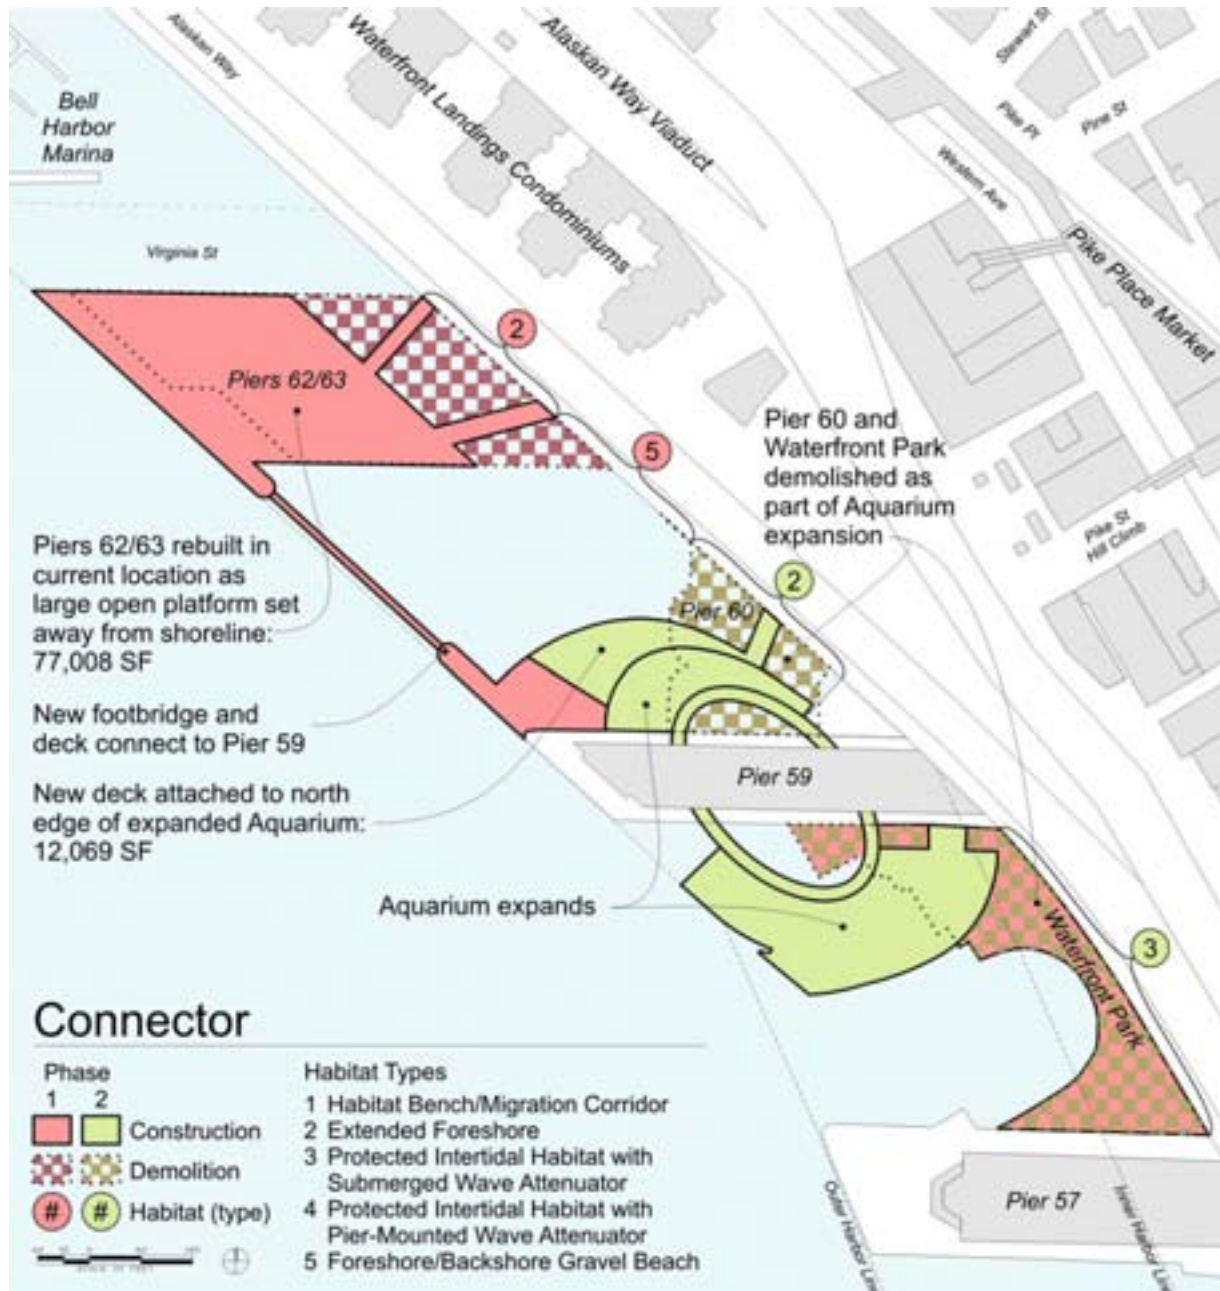 Alaskan Way
Waterfront Landings Condominiums
Alaskan Way Viaduct
Stewart St
Pike Pl
Pine St
Western Ave
Pike Place Market
Bell
Harbor
Marina
Virginia St
2
Piers 62/63
5
Pier 60 and
Waterfront Park
demolished as
part of Aquarium
expansion
Pike St
Hill Climb
Piers 62/63 rebuilt in
current location as
large open platform set
away from shoreline:
77,008 SF
2
Pier 60
New footbridge and
deck connect to Pier 59
New deck attached to north
edge of expanded Aquarium:
12,069 SF
Pier 59
Aquarium expands
Waterfront Park
3
Connector
Phase
1 2
Construction
Demolition
# # Habitat (type)
Habitat Types
1 Habitat Bench/Migration Corridor
2 Extended Foreshore
3 Protected Intertidal Habitat with
Submerged Wave Attenuator
4 Protected Intertidal Habitat with
Pier-Mounted Wave Attenuator
5 Foreshore/Backshore Gravel Beach
Pier 57
Outer Harbor Line
Inner Harbor Line